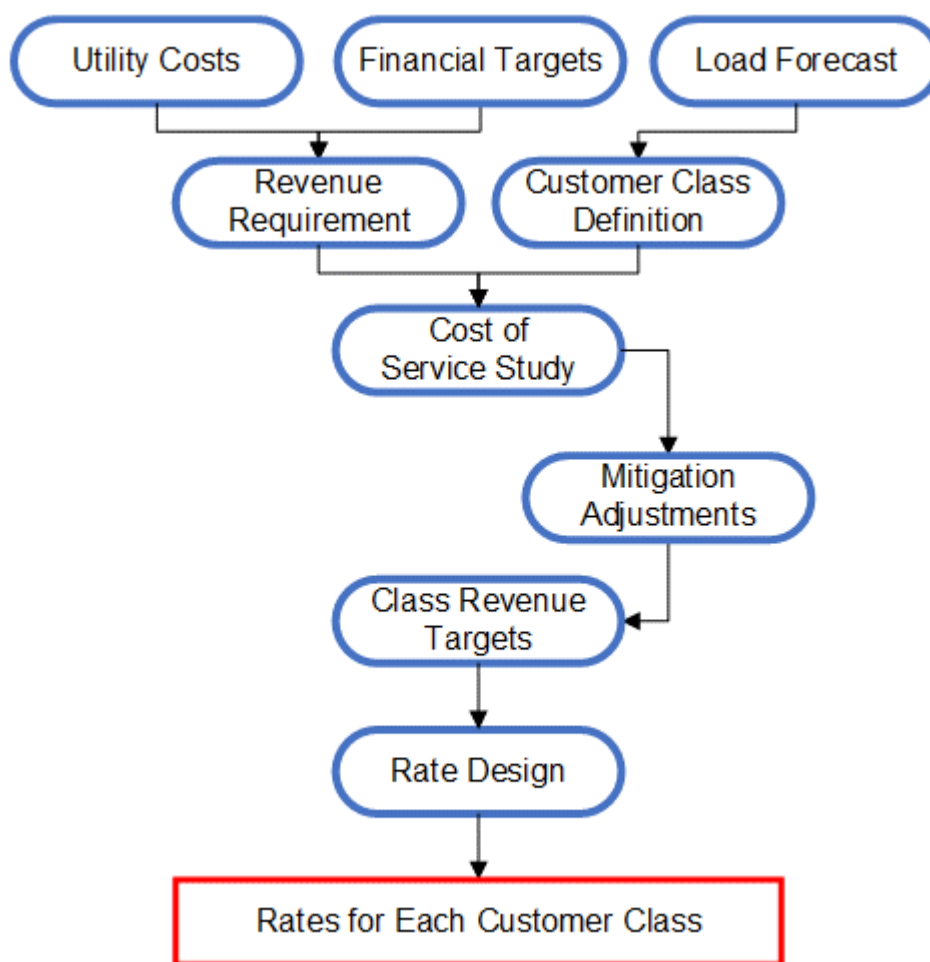 Utility Costs
Financial Targets
Load Forecast
Revenue
Requirement
Customer Class
Definition
Cost of
Service Study
Mitigation
Adjustments
Class Revenue
Targets
Rate Design
Rates for Each Customer Class